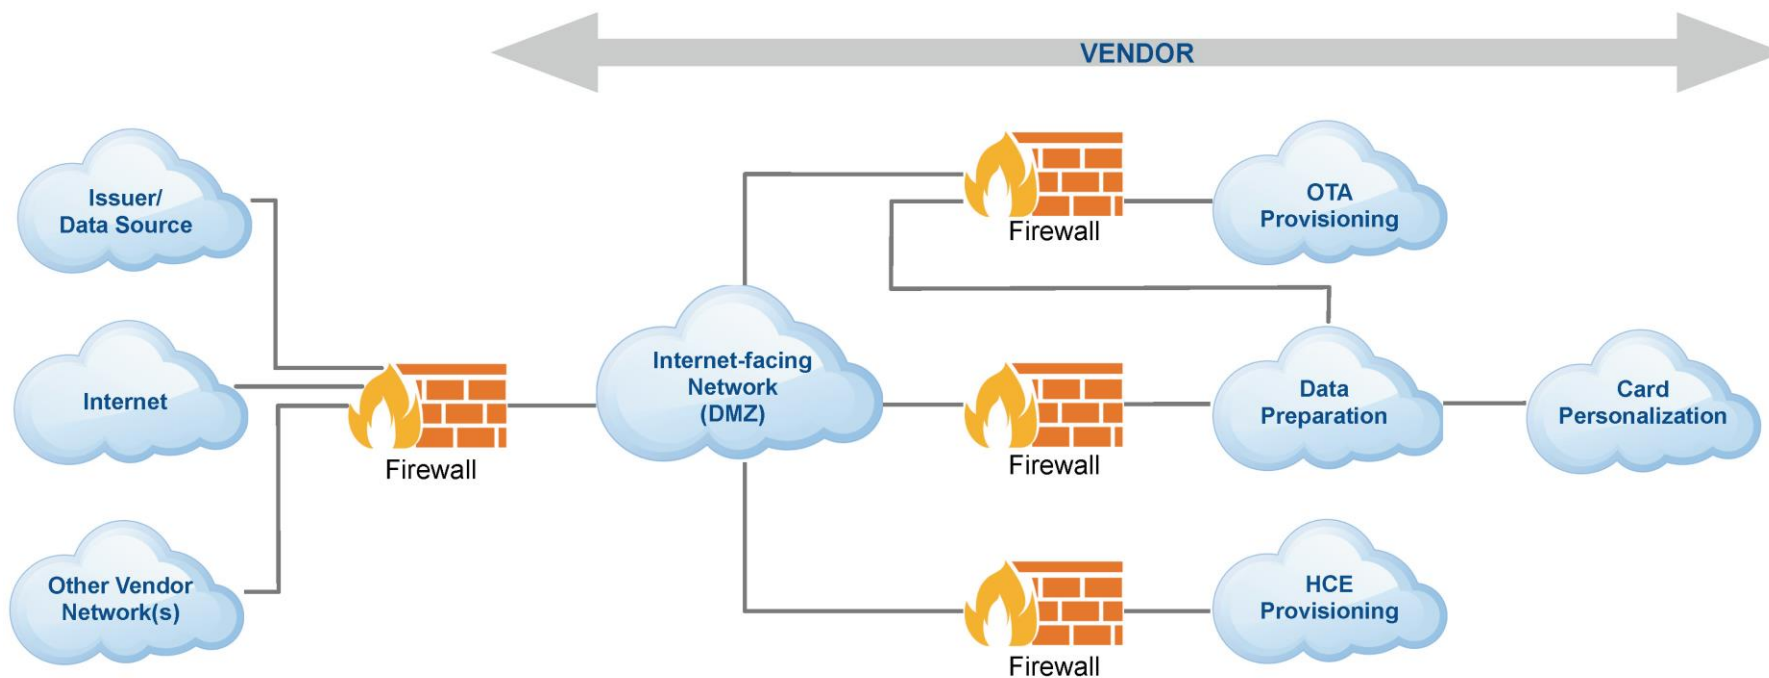 VENDOR
Issuer/
Data Source
Internet
Other Vendor
Network(s)
Firewall
Internet-facing
Network
(DMZ)
Firewall
OTA
Provisioning
Firewall
Data
Preparation
Card
Personalization
Firewall
HCE
Provisioning